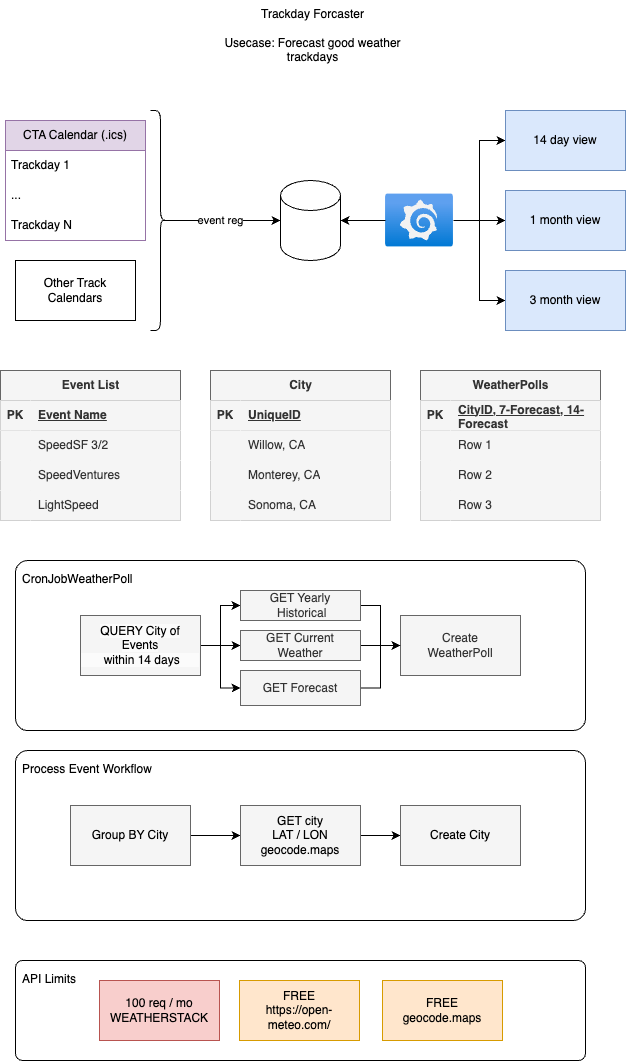 Trackday Forcaster
Usecase: Forecast good weather
trackdays
CTA Calendar (.ics)
Trackday 1
...
Trackday N
Other Track
Calendars
event reg
14 day view
1 month view
3 month view
Event List
PK Event Name
SpeedSF 3/2
SpeedVentures
LightSpeed
City
PK UniqueID
Willow, CA
Monterey, CA
Sonoma, CA
WeatherPolls
PK CityID, 7-Forecast, 14-
Forecast
Row 1
Row 2
Row 3
CronJobWeatherPoll
QUERY City of
Events
within 14 days
GET Yearly
Historical
GET Current
Weather
GET Forecast
Create
WeatherPoll
Process Event Workflow
Group BY City
GET city
LAT / LON
geocode.maps
Create City
API Limits
100 req / mo
WEATHERSTACK
FREE
https://open-
meteo.com/
FREE
geocode.maps